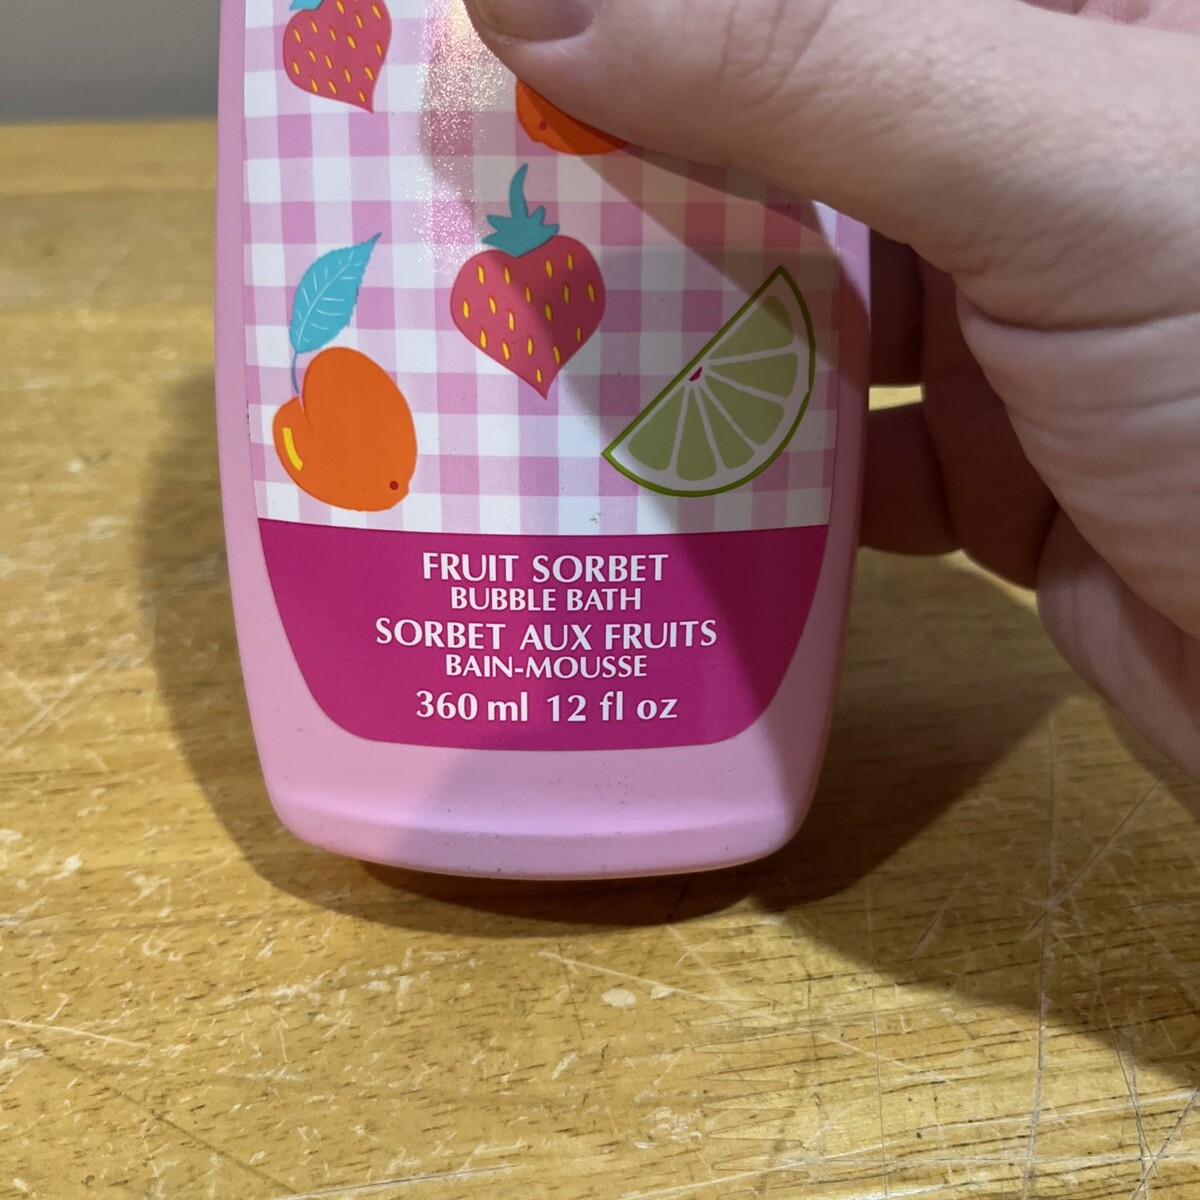 FRUIT SORBET
BUBBLE BATH
SORBET AUX FRUITS
BAIN-MOUSSE
360 ml 12 fl oz